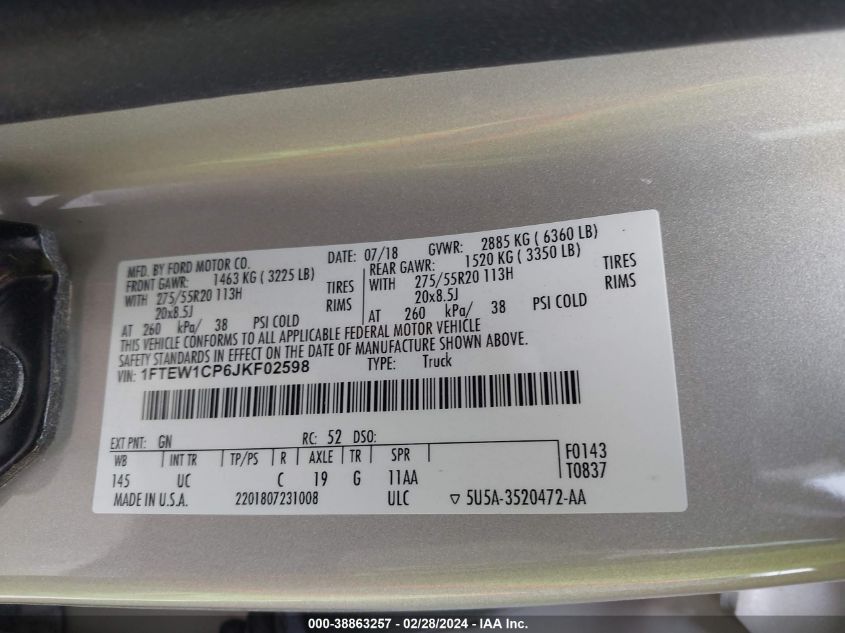 MFD. BY FORD MOTOR CO. DATE: 07/18 GVWR: 2885 KG ( 6360 LB)
FRONT GAWR: 1463 KG ( 3225 LB) REAR GAWR: 1520 KG ( 3350 LB)
WITH 275/55R20 113H TIRES WITH 275/55R20 113H TIRES
20x8.5J RIMS 20x8.5J RIMS
AT 260 kPa/ 38 PSI COLD AT 260 kPa/ 38 PSI COLD
THIS VEHICLE CONFORMS TO ALL APPLICABLE FEDERAL MOTOR VEHICLE
SAFETY STANDARDS IN EFFECT ON THE DATE OF MANUFACTURE SHOWN ABOVE.
VIN: 1FTEW1CP6JKF02598 TYPE: Truck
EXT PNT: GN RC: 52 DSO: F0143
WB INT TR TP/PS R AXLE TR SPR T0837
145 UC C 19 G 11AA
MADE IN U.S.A. 2201807231008 ULC ▽ 5U5A-3520472-AA
000-38863257 - 02/28/2024 - IAA Inc.